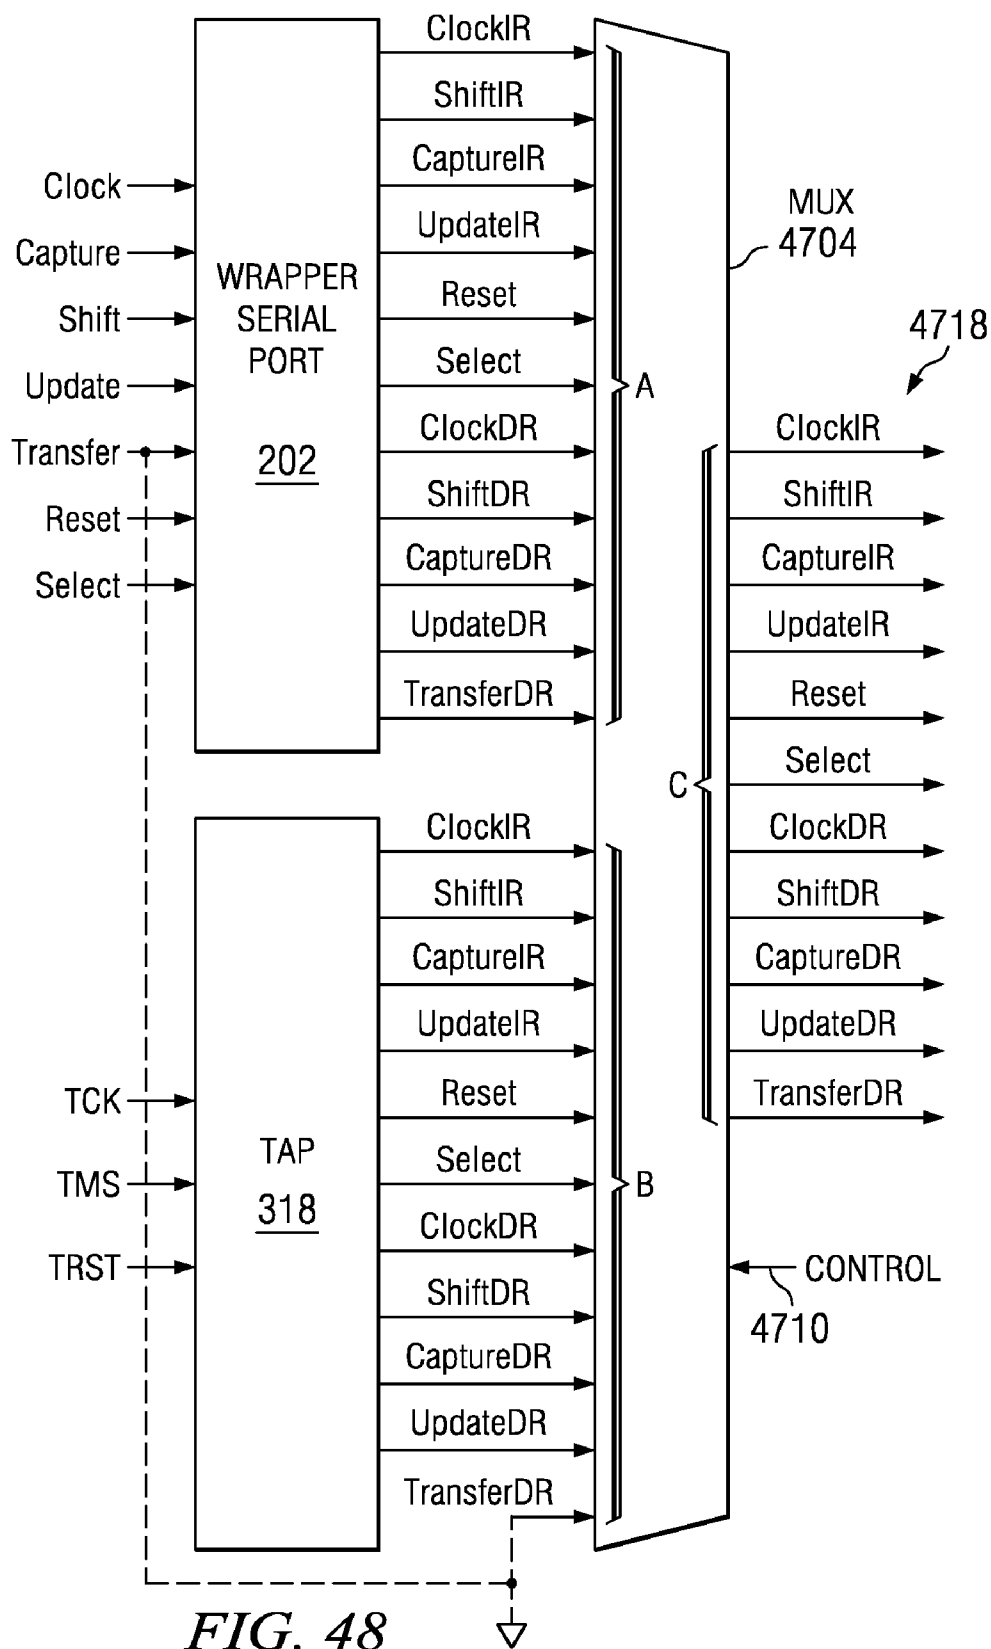 ClockIR
ShiftIR
CaptureIR
UpdateIR
Reset
Select
ClockDR
ShiftDR
CaptureDR
UpdateDR
TransferDR
Clock
Capture
Shift
Update
Transfer
Reset
Select
WRAPPER
SERIAL
PORT
202
A
MUX
4704
4718
ClockIR
ShiftIR
CaptureIR
UpdateIR
Reset
Select
ClockDR
ShiftDR
CaptureDR
UpdateDR
TransferDR
C
ClockIR
ShiftIR
CaptureIR
UpdateIR
Reset
Select
ClockDR
ShiftDR
CaptureDR
UpdateDR
TransferDR
TCK
TMS
TRST
TAP
318
B
CONTROL
4710
FIG. 48